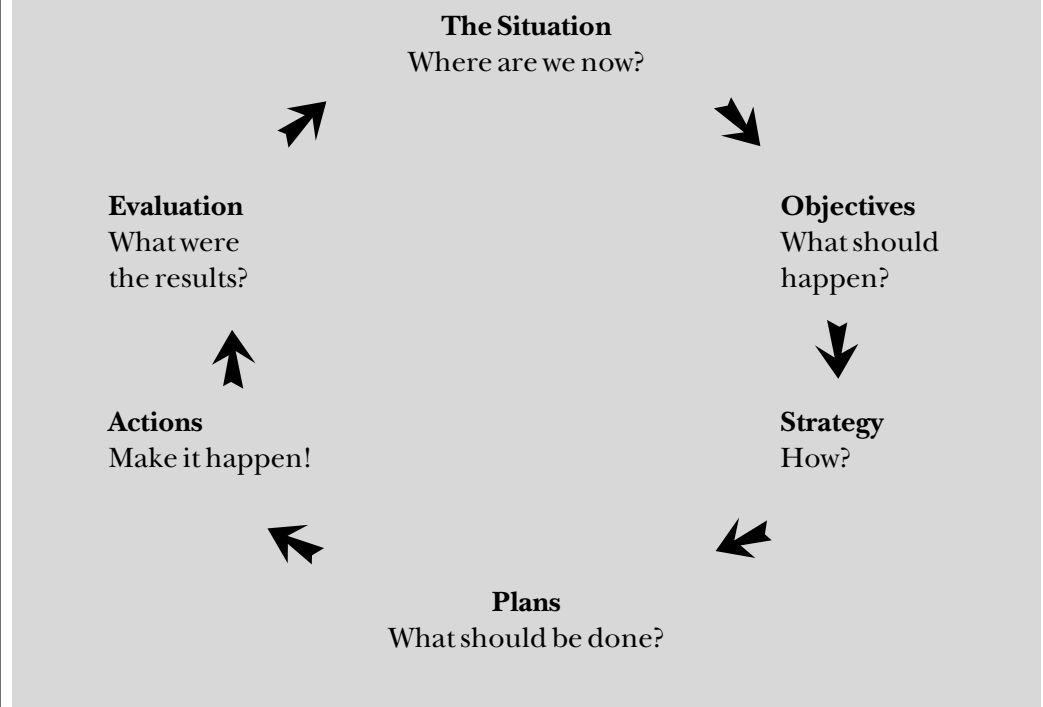 The Situation
Where are we now?
Objectives
What should
happen?
Strategy
How?
Plans
What should be done?
Actions
Make it happen!
Evaluation
What were
the results?